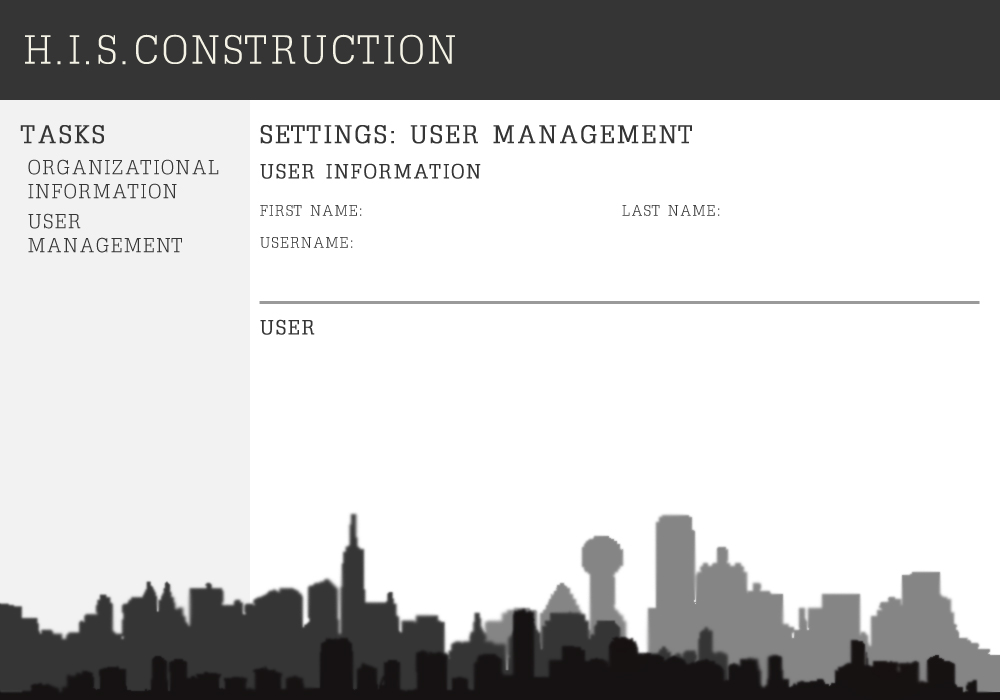 H.I.S.CONSTRUCTION
TASKS
ORGANIZATIONAL
INFORMATION
USER
MANAGEMENT
SETTINGS: USER MANAGEMENT
USER INFORMATION
FIRST NAME: LAST NAME:
USERNAME:
USER